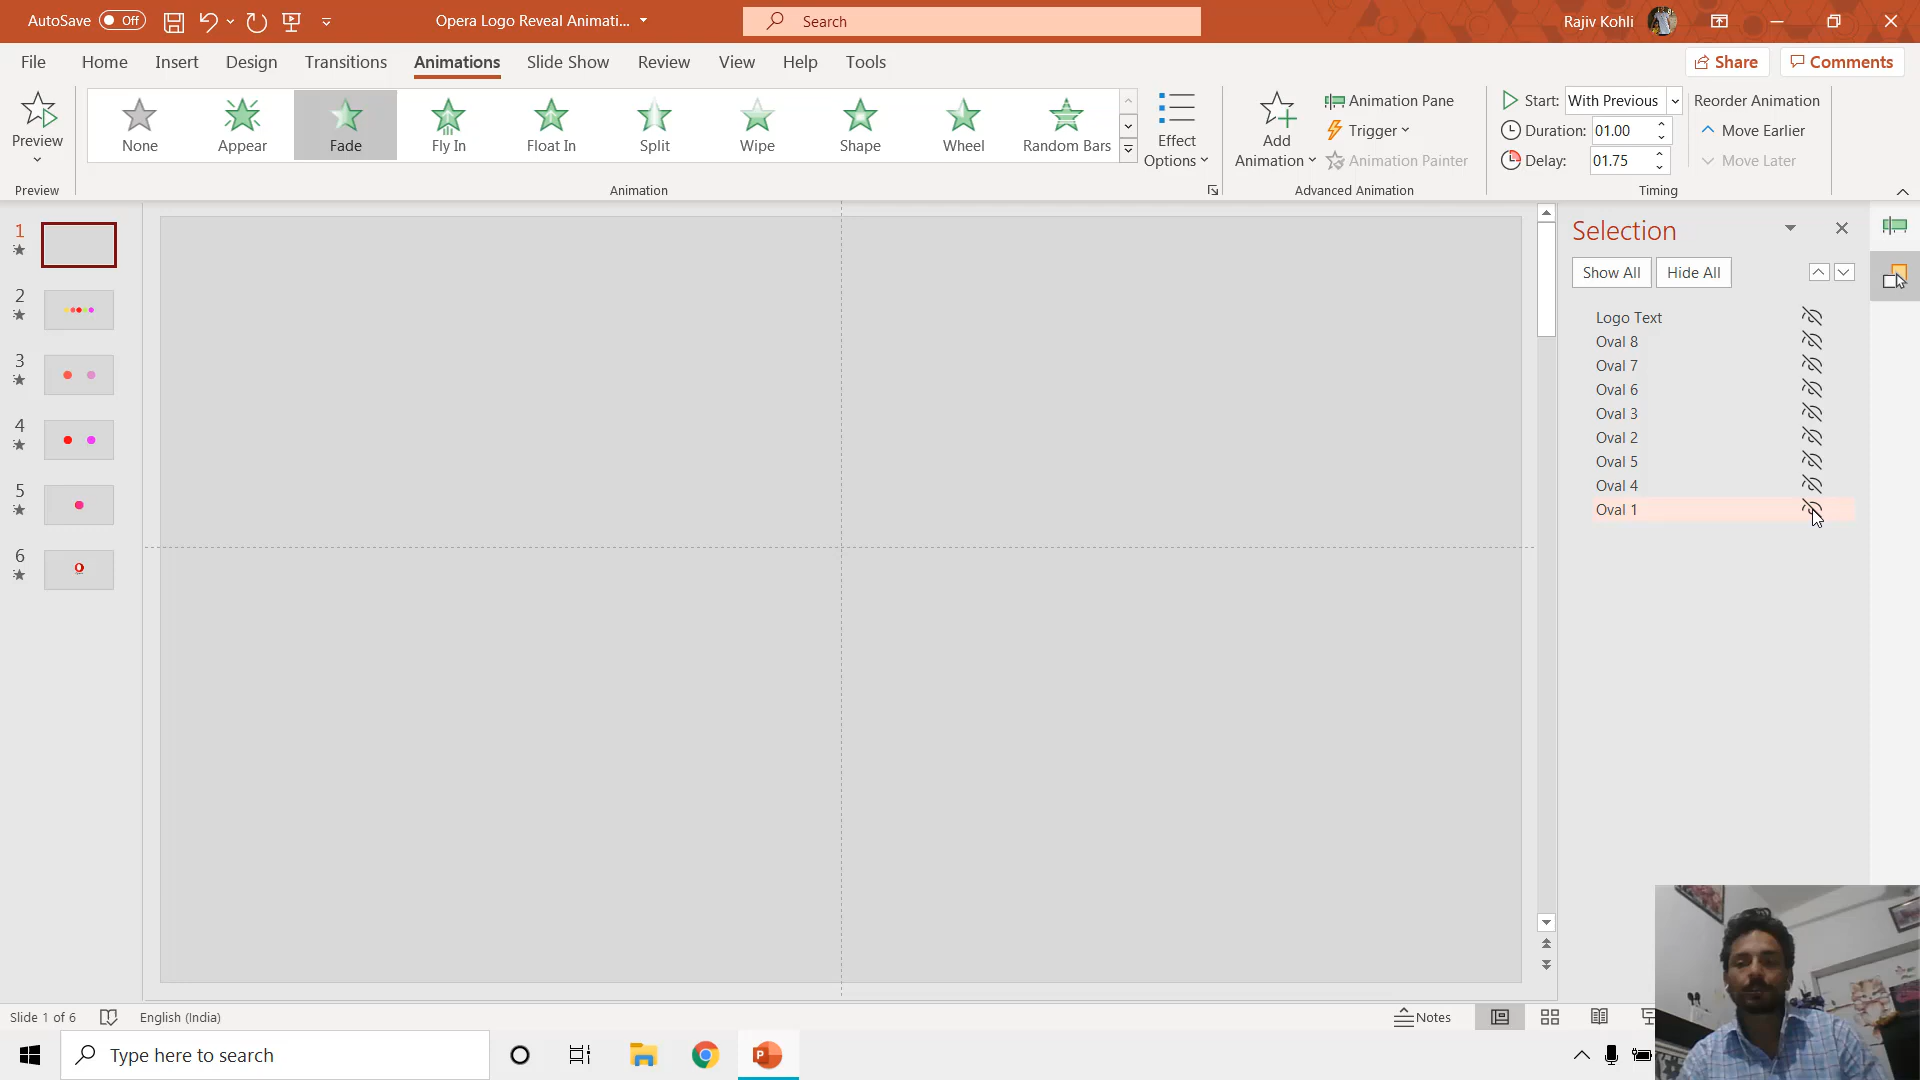 AutoSave Off
Opera Logo Reveal Animati...
Search
Rajiv Kohli
File Home Insert Design Transitions Animations Slide Show Review View Help Tools
Share Comments
Preview
Preview
None Appear Fade Fly In Float In Split Wipe Shape Wheel Random Bars
Animation
Effect
Options
Add
Animation
Animation Pane
Trigger
Animation Painter
Advanced Animation
Start: With Previous
Duration: 01.00
Delay: 01.75
Reorder Animation
Move Earlier
Move Later
Timing
1
2
3
4
5
6
Selection
Show All Hide All
Logo Text
Oval 8
Oval 7
Oval 6
Oval 3
Oval 2
Oval 5
Oval 4
Oval 1
Slide 1 of 6
English (India)
Notes
Type here to search